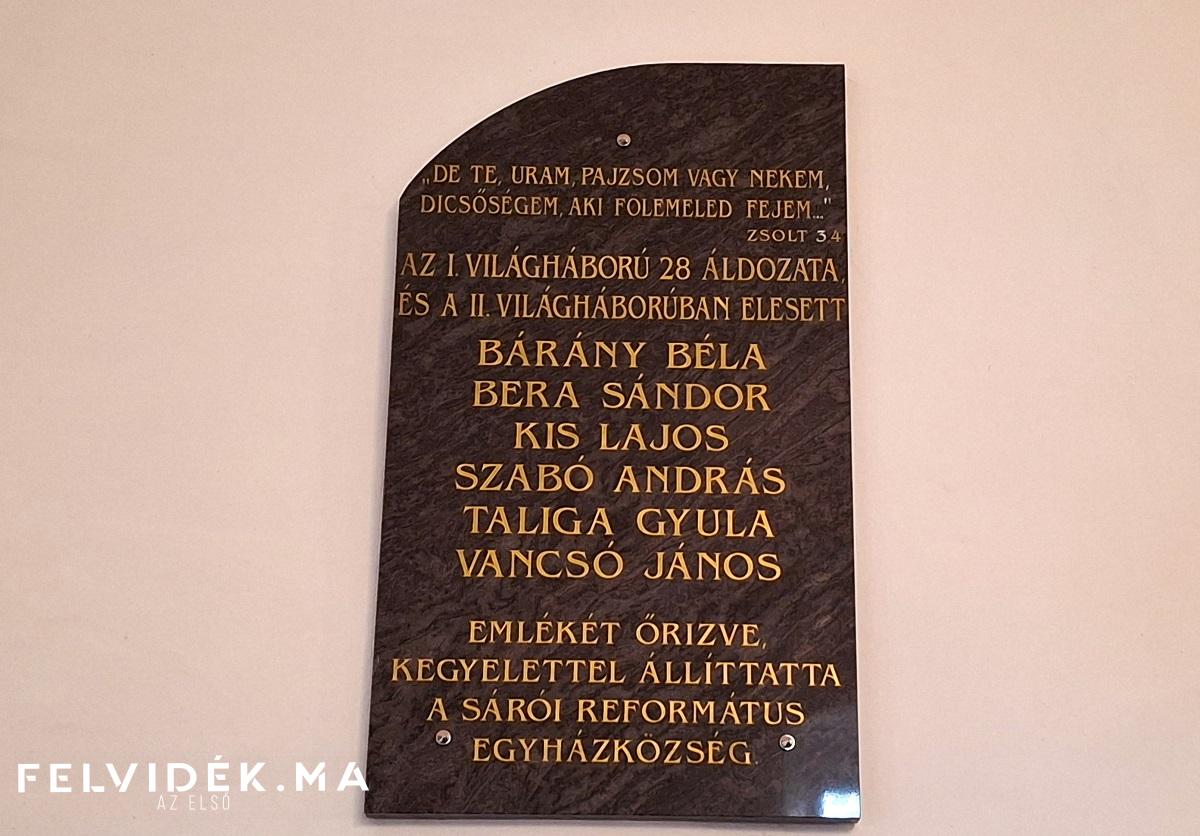 „DE TE, URAM, PAJZSOM VAGY NEKEM,
DICSŐSÉGEM, AKI FÖLEMELED FEJEM..."
ZSOLT 3.4
AZ I. VILÁGHÁBORÚ 28 ÁLDOZATA,
ÉS A II. VILÁGHÁBORÚBAN ELESETT
BÁRÁNY BÉLA
BERA SÁNDOR
KIS LAJOS
SZABÓ ANDRÁS
TALIGA GYULA
VANCSÓ JÁNOS
EMLÉKÉT ŐRIZVE,
KEGYELETTEL ÁLLÍTTATTA
A SÁRÓI REFORMÁTUS
EGYHÁZKÖZSÉG.
FELVIDÉK.MA
AZ ELSŐ